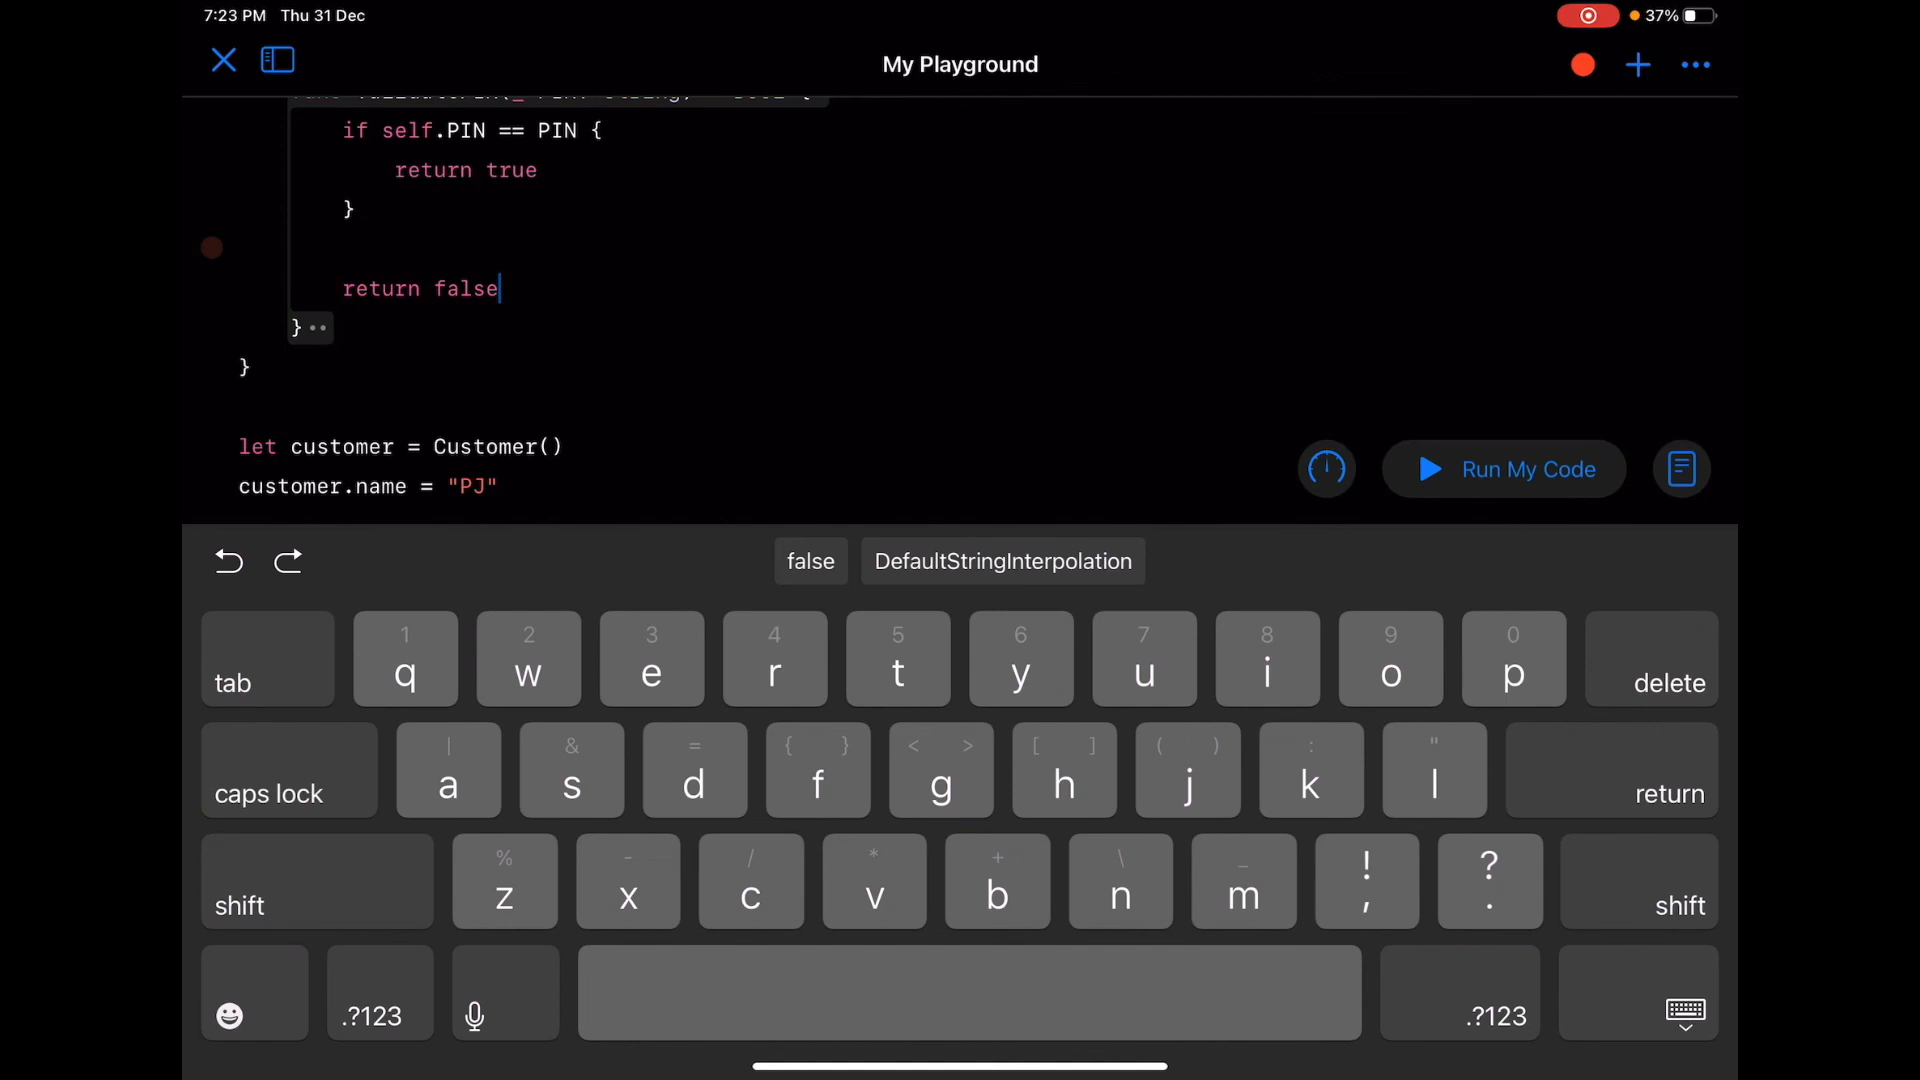 7:23 PM Thu 31 Dec
37%
My Playground
if self.PIN == PIN {
return true
}
return false
}
}
let customer = Customer()
customer.name = "PJ"
Run My Code
false DefaultStringInterpolation
1 2 3 4 5 6 7 8 9 0
tab q w e r t y u i o p delete
| & = { } < > [ ] ( ) : "
caps lock a s d f g h j k l return
% - / * + \ _ ! ?
shift z x c v b n m , . shift
.?123 .?123